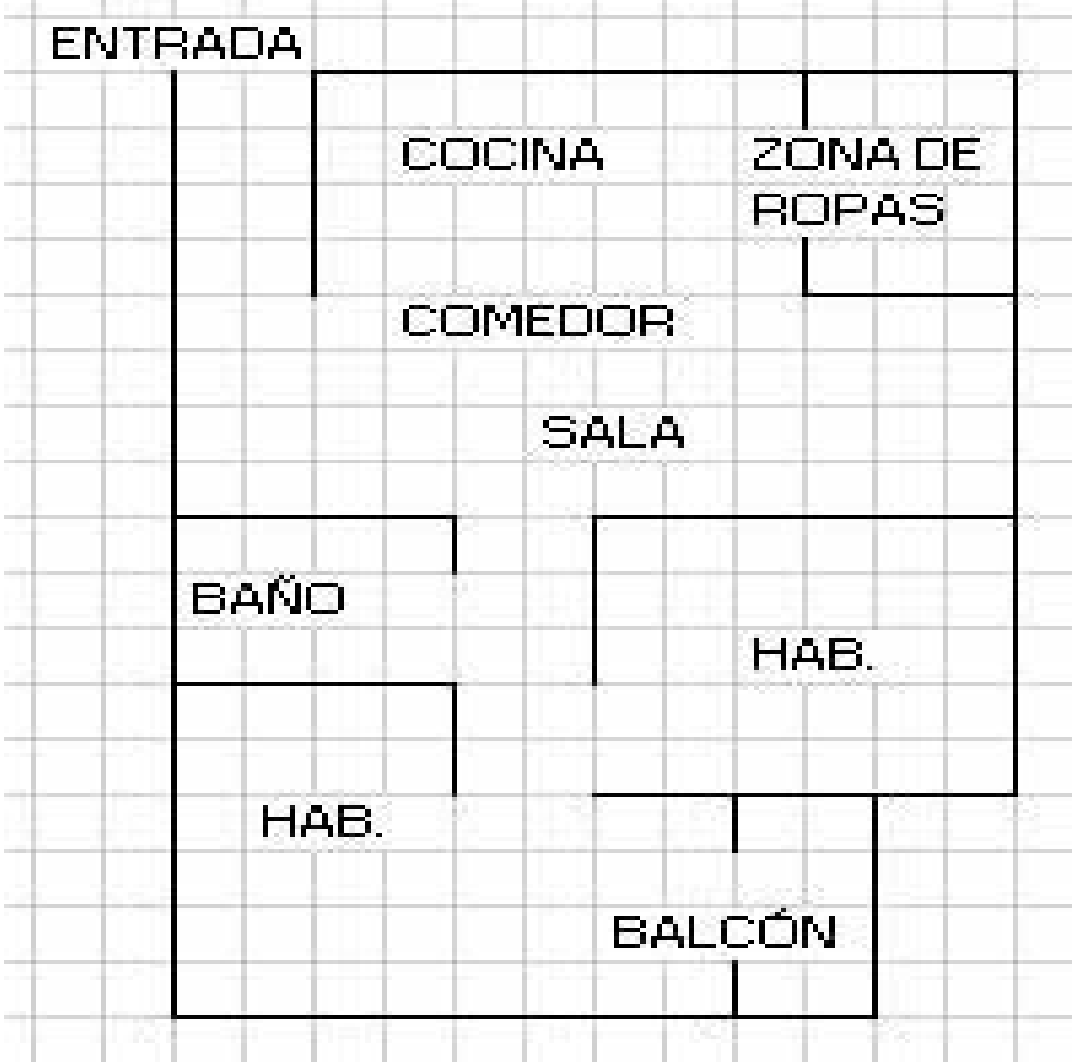 ENTRADA
COCINA
ZONA DE
ROPAS
COMEDOR
SALA
BAÑO
HAB.
HAB.
BALCÓN